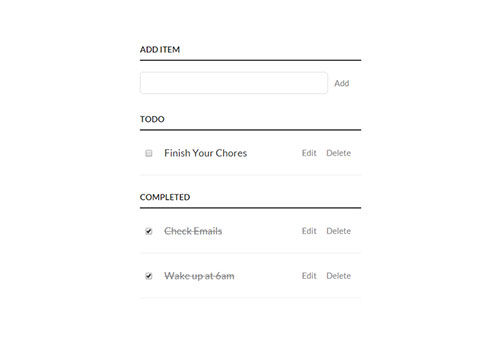 ADD ITEM
Add
TODO
Finish Your Chores Edit Delete
COMPLETED
Check Emails Edit Delete
Wake up at 6am Edit Delete